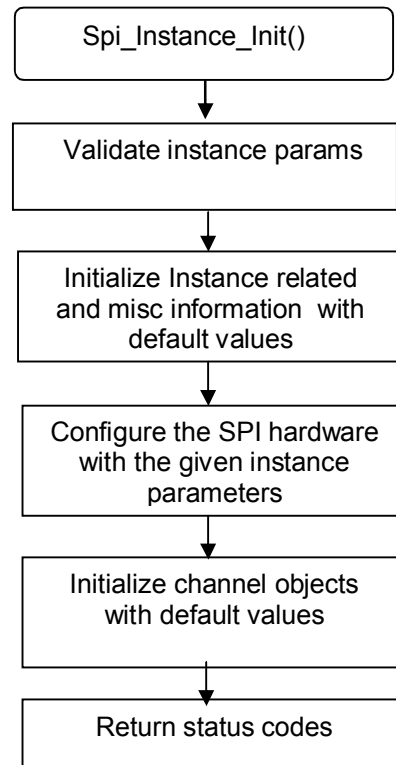 Spi_Instance_Init()
Validate instance params
Initialize Instance related
and misc information with
default values
Configure the SPI hardware
with the given instance
parameters
Initialize channel objects
with default values
Return status codes